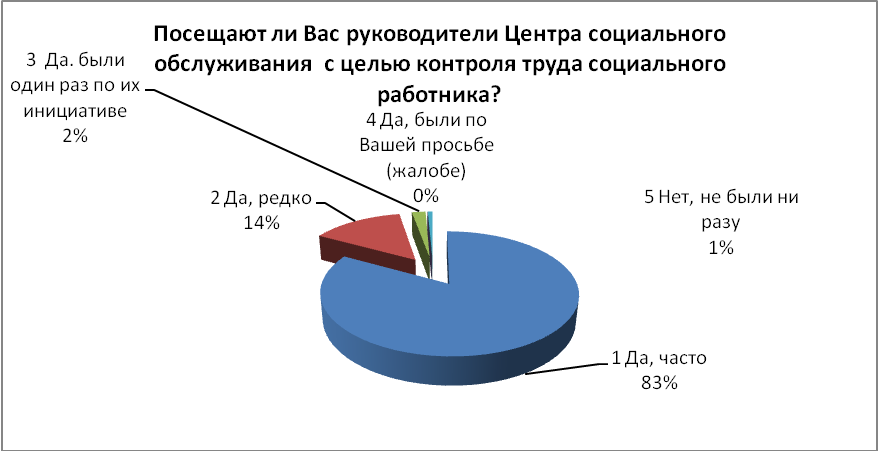 Посещают ли Вас руководители Центра социального
обслуживания с целью контроля труда социального
работника?
3 Да. были
один раз по их
инициативе
2%
4 Да, были по
Вашей просьбе
(жалобе)
0%
2 Да, редко
14%
5 Нет, не были ни
разу
1%
1 Да, часто
83%